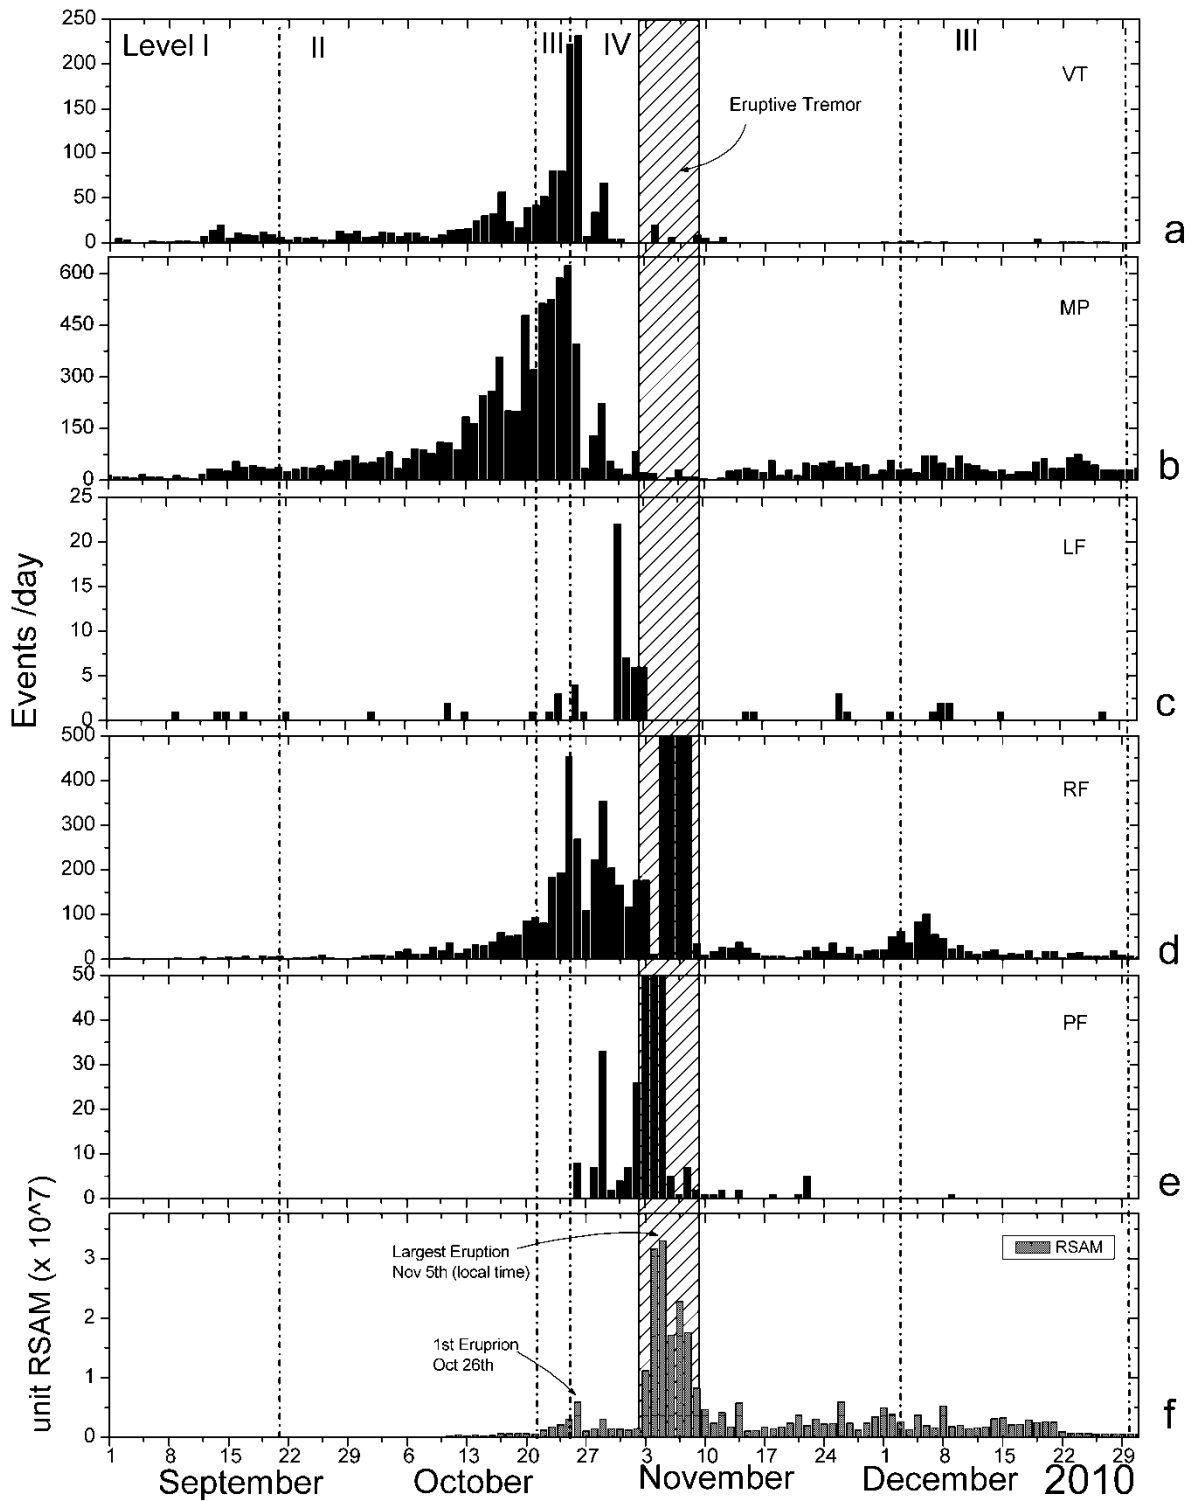 Level I
II
III
IV
III
VT
Eruptive Tremor
250
200
150
100
50
0
a
MP
600
450
300
150
0
b
LF
25
20
15
10
5
0
c
Events /day
RF
500
400
300
200
100
0
d
PF
50
40
30
20
10
0
e
unit RSAM (x 10^7)
3
2
1
0
RSAM
Largest Eruption
Nov 5th (local time)
1st Eruprion
Oct 26th
f
1 8 15 22 29 6 13 20 27 3 10 17 24 1 8 15 22 29
September October November December 2010